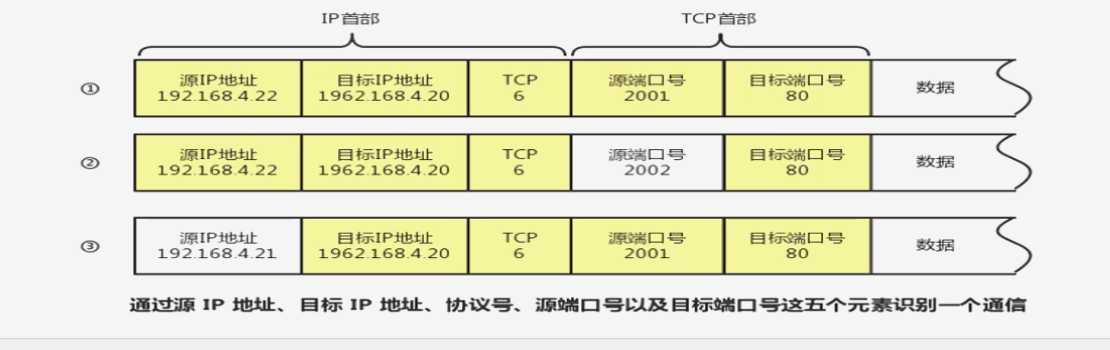 IP首部 TCP首部
① 源IP地址 目标IP地址 TCP 源端口号 目标端口号 数据
192.168.4.22 1962.168.4.20 6 2001 80
② 源IP地址 目标IP地址 TCP 源端口号 目标端口号 数据
192.168.4.22 1962.168.4.20 6 2002 80
③ 源IP地址 目标IP地址 TCP 源端口号 目标端口号 数据
192.168.4.21 1962.168.4.20 6 2001 80
通过源 IP 地址、目标 IP 地址、协议号、源端口号以及目标端口号这五个元素识别一个通信